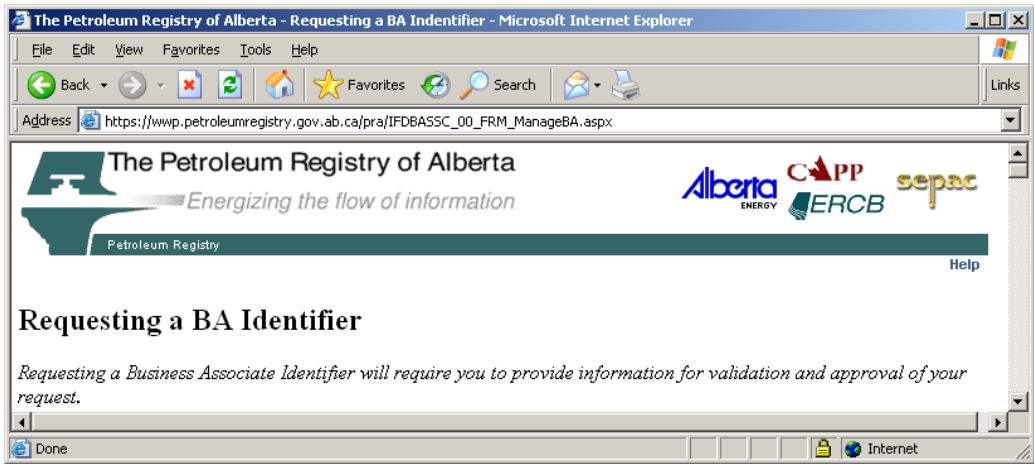 The Petroleum Registry of Alberta - Requesting a BA Indentifier - Microsoft Internet Explorer
File Edit View Favorites Tools Help
Back Favorites Search Links
Address https://wwp.petroleumregistry.gov.ab.ca/pra/IFDBASSC_00_FRM_ManageBA.aspx
The Petroleum Registry of Alberta
Energizing the flow of information
Alberta ENERGY CAPP ERCB sepac
Petroleum Registry
Help
Requesting a BA Identifier
Requesting a Business Associate Identifier will require you to provide information for validation and approval of your
request.
Done Internet